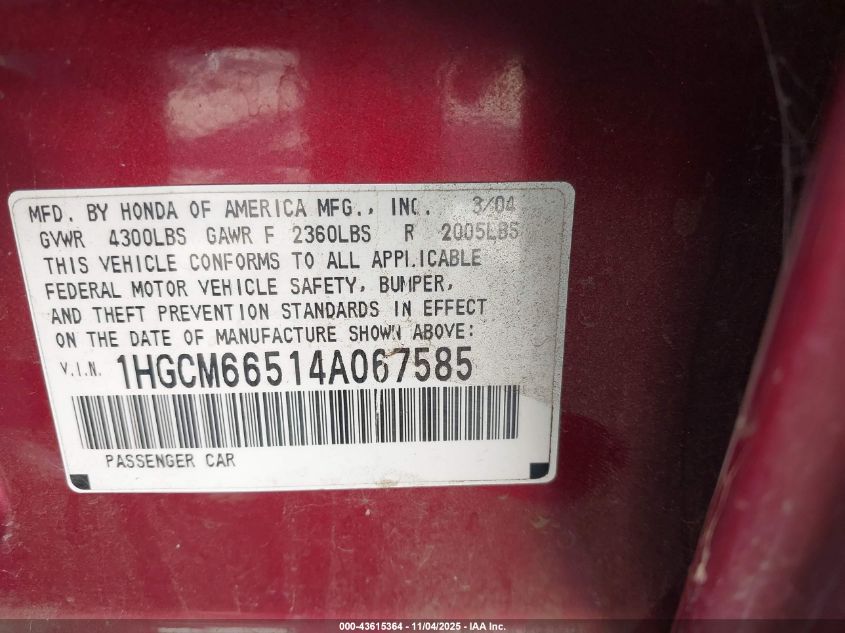 MFD. BY HONDA OF AMERICA MFG., INC. 3/04
GVWR 4300LBS GAWR F 2360LBS R 2005LBS
THIS VEHICLE CONFORMS TO ALL APPLICABLE
FEDERAL MOTOR VEHICLE SAFETY, BUMPER,
AND THEFT PREVENTION STANDARDS IN EFFECT
ON THE DATE OF MANUFACTURE SHOWN ABOVE:
V.I.N. 1HGCM66514A067585
PASSENGER CAR
000-43615364 - 11/04/2025 - IAA Inc.